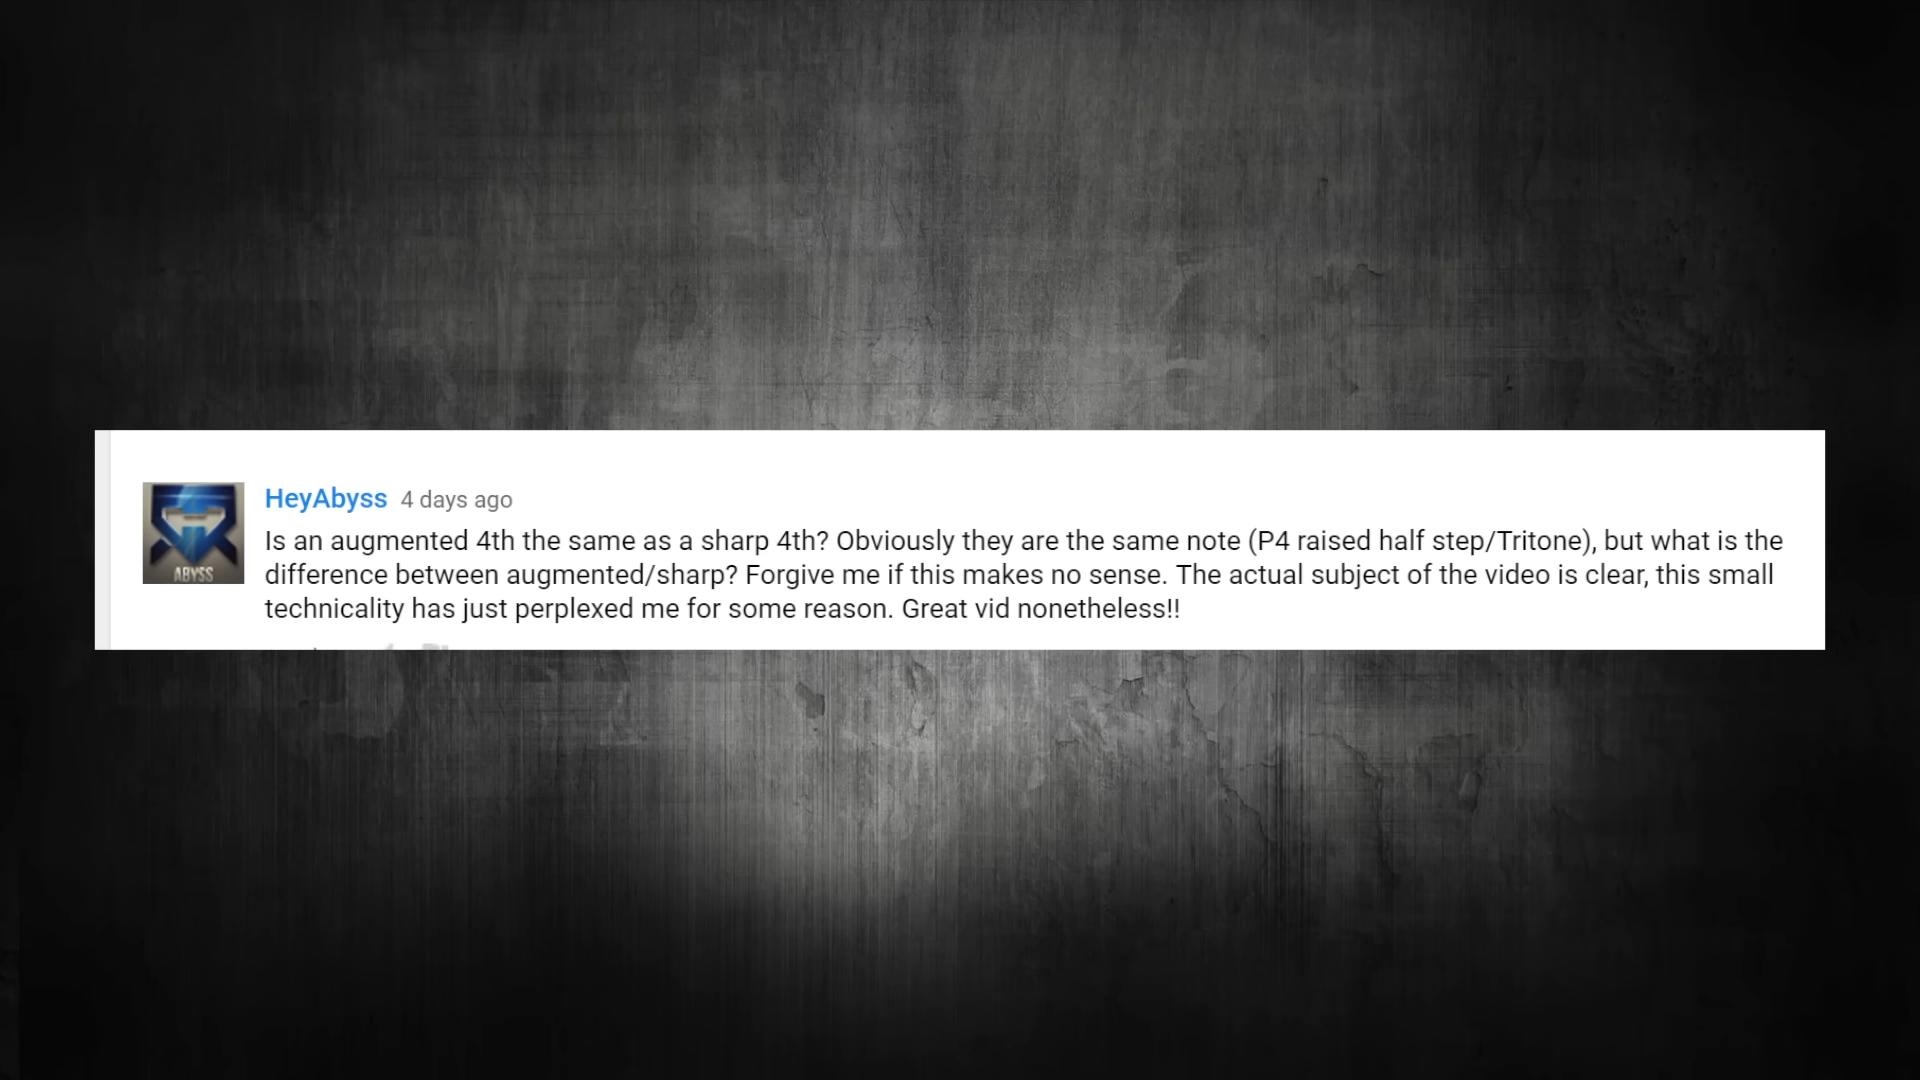 HeyAbyss 4 days ago
Is an augmented 4th the same as a sharp 4th? Obviously they are the same note (P4 raised half step/Tritone), but what is the
difference between augmented/sharp? Forgive me if this makes no sense. The actual subject of the video is clear, this small
technicality has just perplexed me for some reason. Great vid nonetheless!!
ABYSS